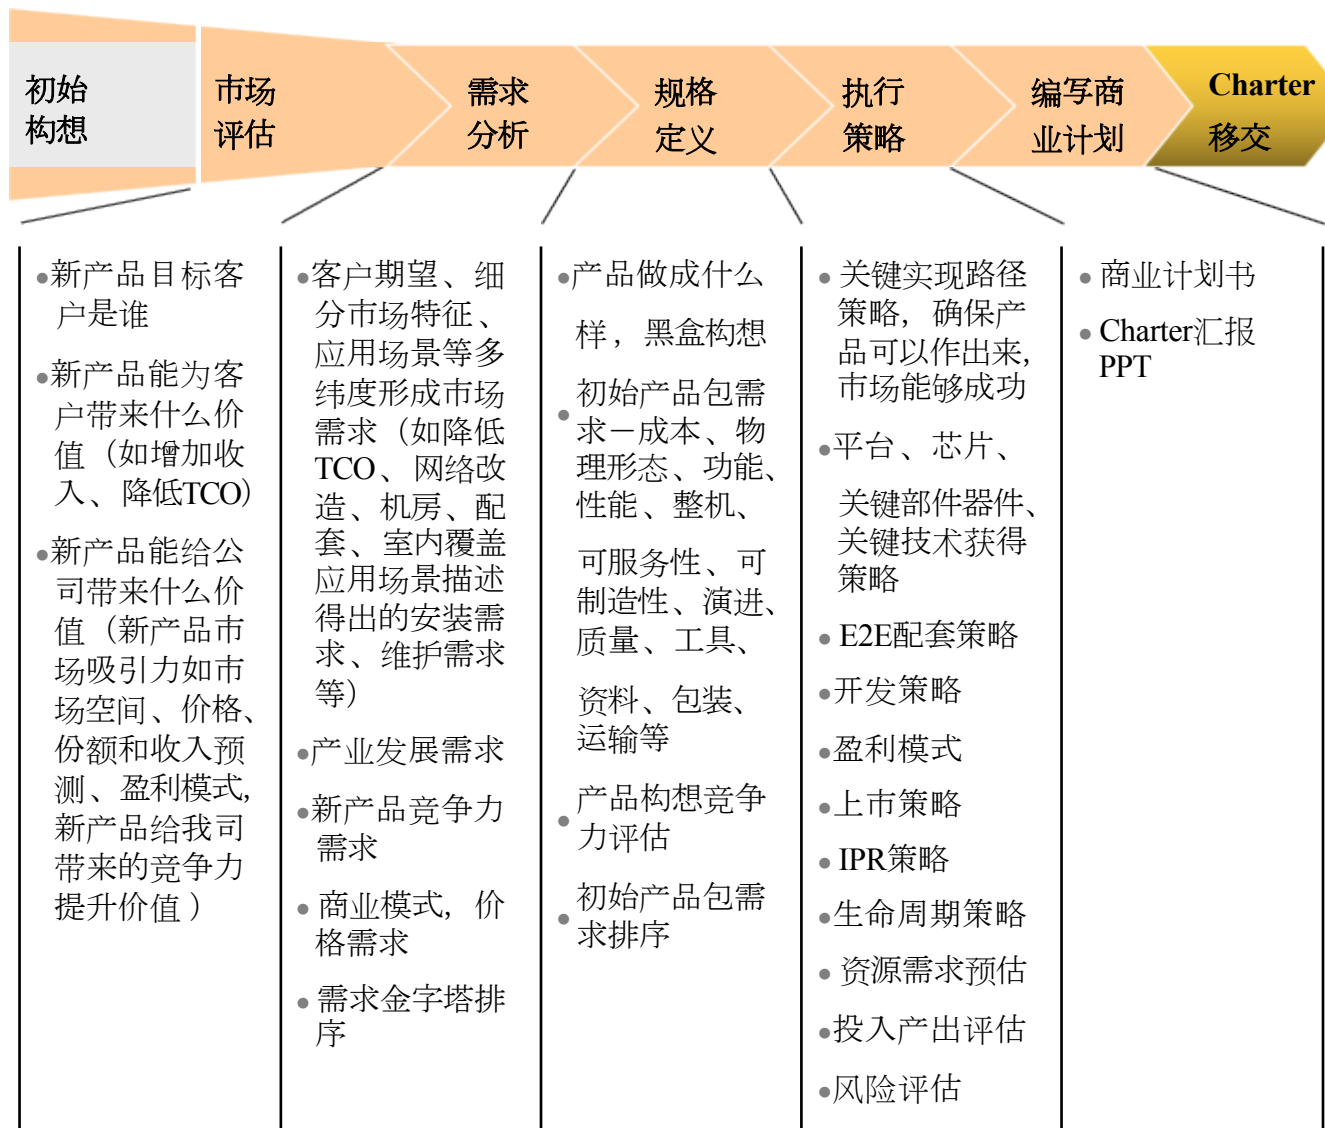 初始
构想
市场
评估
需求
分析
规格
定义
执行
策略
编写商
业计划
Charter
移交
●新产品目标客
户是谁
●新产品能为客
户带来什么价
值（如增加收
入、降低TCO）
●新产品能给公
司带来什么价
值（新产品市
场吸引力如市
场空间、价格、
份额和收入预
测、盈利模式,
新产品给我司
带来的竞争力
提升价值 ）
●客户期望、细
分市场特征、
应用场景等多
纬度形成市场
需求（如降低
TCO、网络改
造、机房、配
套、室内覆盖
应用场景描述
得出的安装需
求、维护需求
等）
●产业发展需求
●新产品竞争力
需求
● 商业模式, 价
格需求
● 需求金字塔排
序
●产品做成什么
样，黑盒构想
● 初始产品包需
求－成本、物
理形态、功能、
性能、整机、
可服务性、可
制造性、演进、
质量、工具、
资料、包装、
运输等
● 产品构想竞争
力评估
● 初始产品包需
求排序
● 关键实现路径
策略, 确保产
品可以作出来,
市场能够成功
●平台、芯片、
关键部件器件、
关键技术获得
策略
● E2E配套策略
●开发策略
●盈利模式
●上市策略
● IPR策略
●生命周期策略
● 资源需求预估
●投入产出评估
●风险评估
● 商业计划书
● Charter汇报
PPT